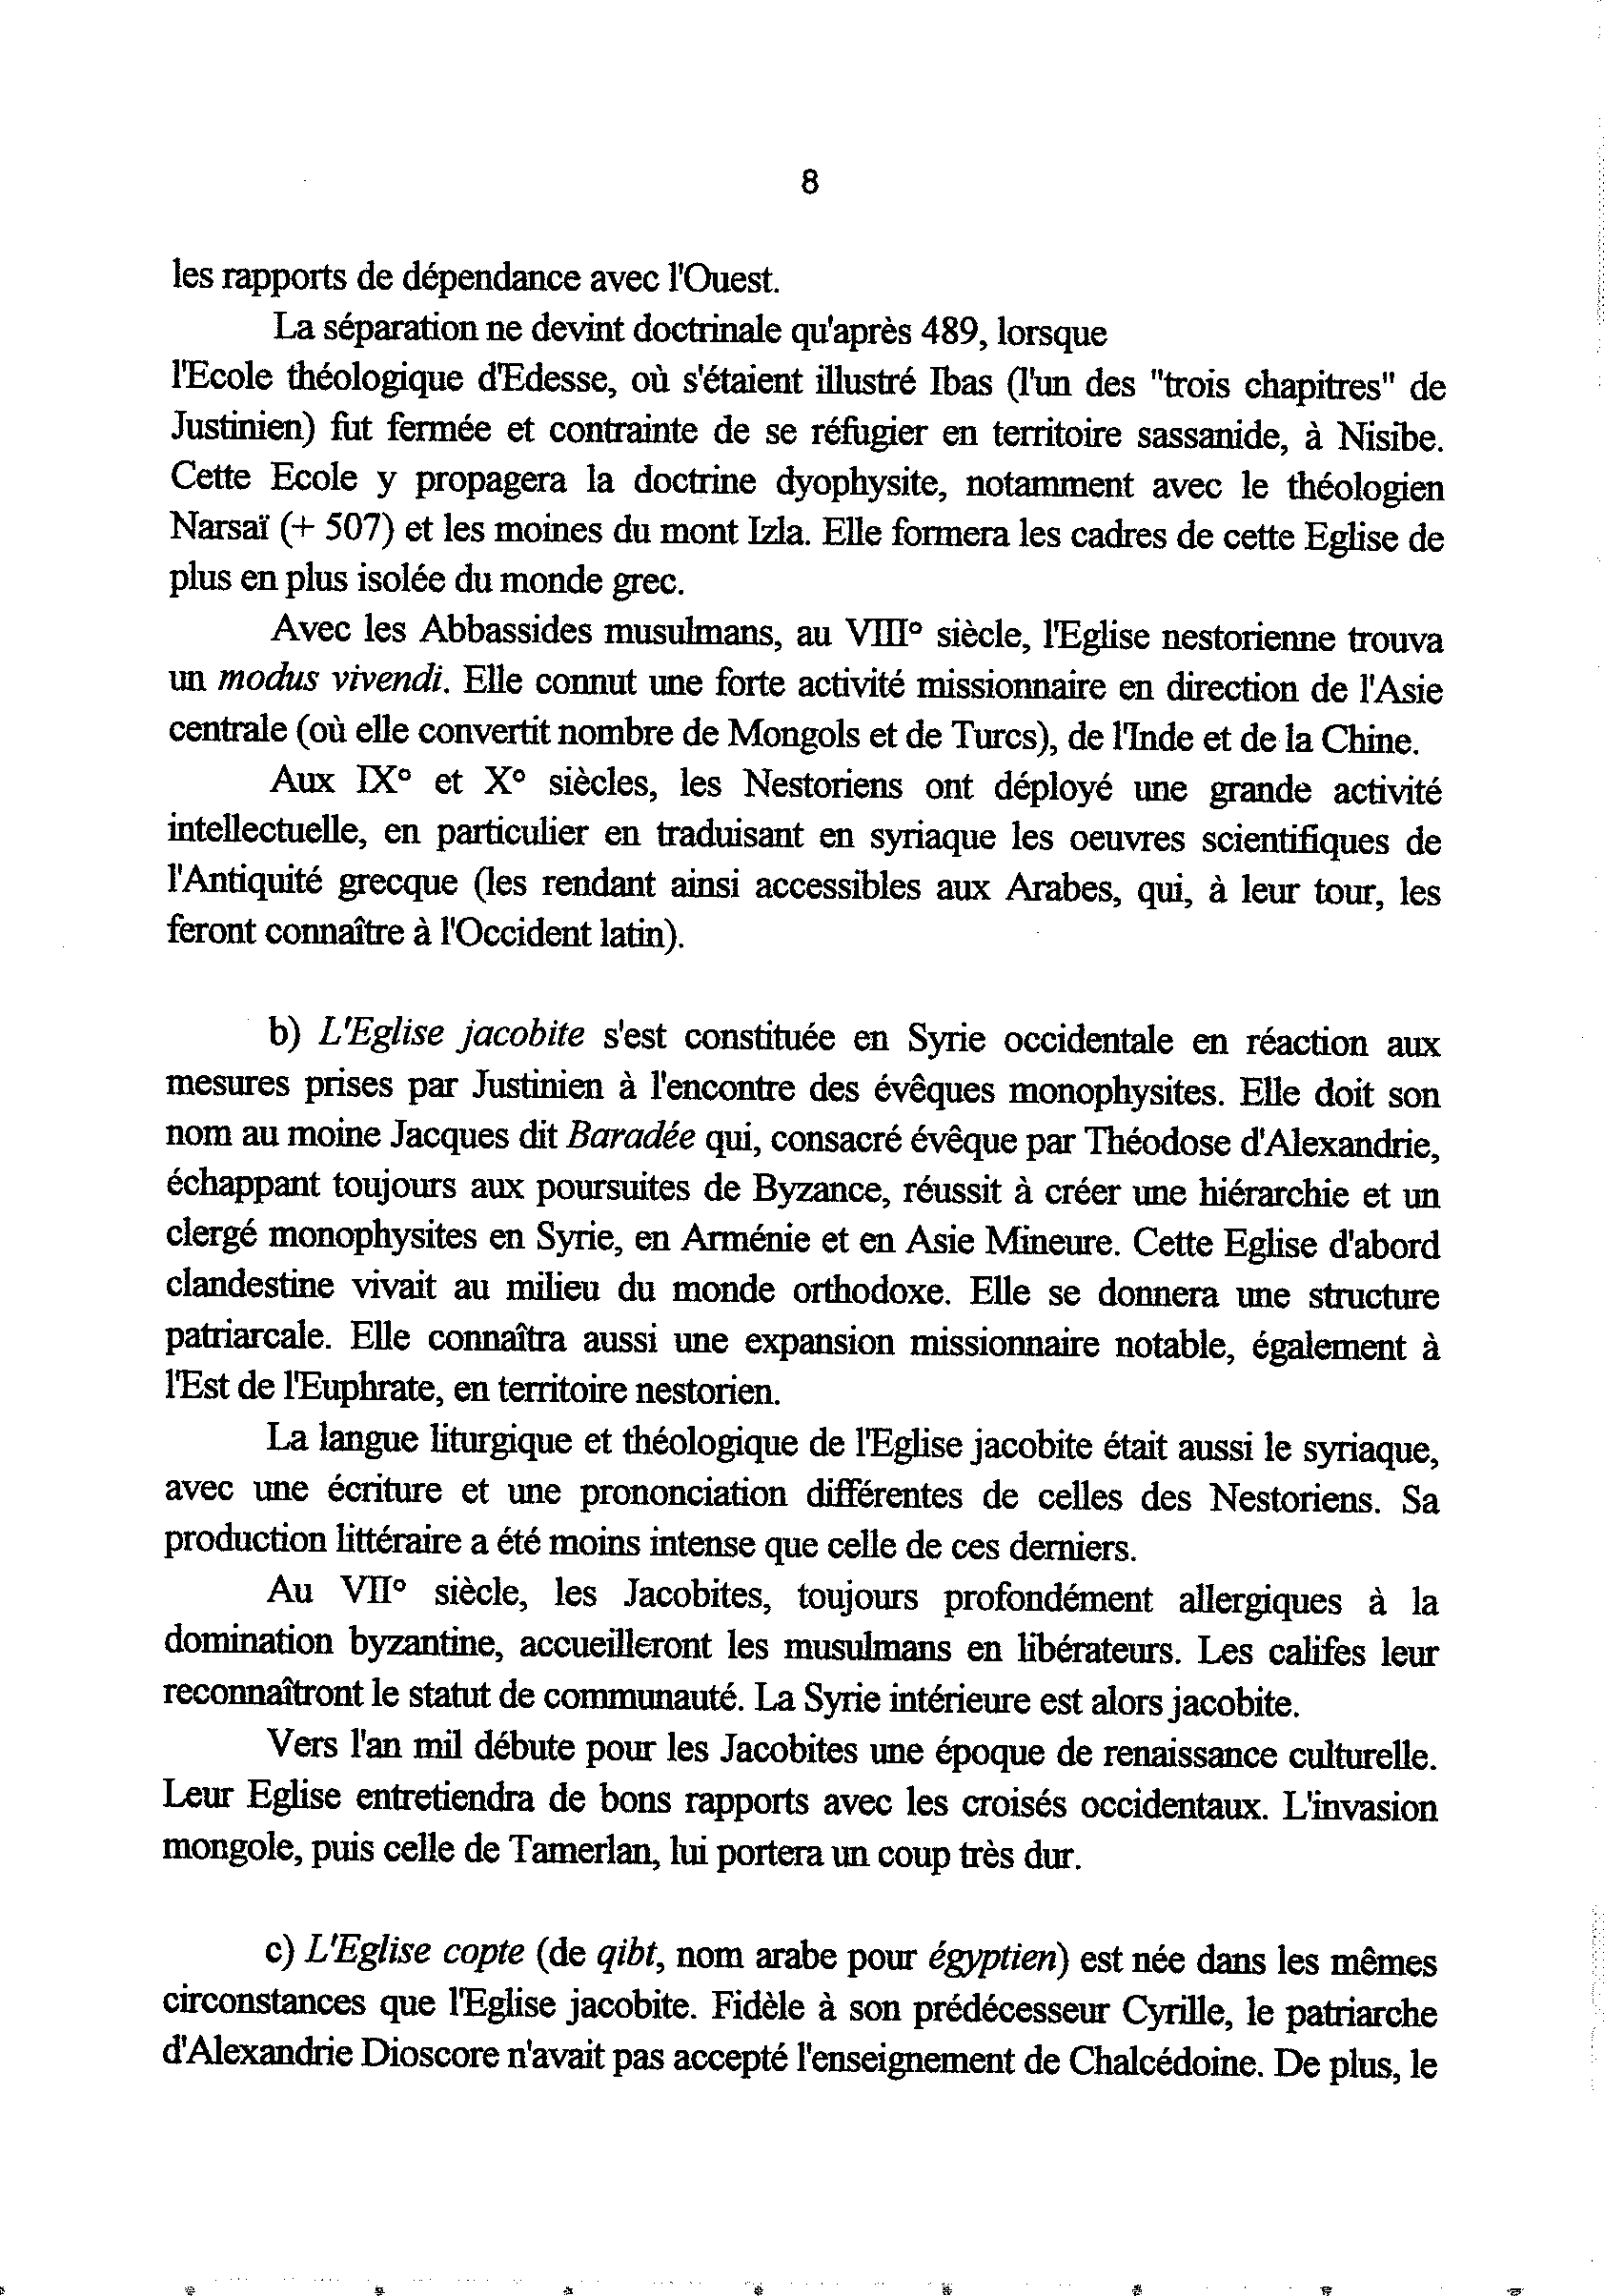 8
les rapports de dépendance avec l'Ouest.
La séparation ne devint doctrinale qu'après 489, lorsque
l'Ecole théologique d'Edesse, où s'étaient illustré Ibas (l'un des "trois chapitres" de
Justinien) fut fermée et contrainte de se réfugier en territoire sassanide, à Nisibe.
Cette Ecole y propagera la doctrine dyophysite, notamment avec le théologien
Narsaï (+ 507) et les moines du mont Izla. Elle formera les cadres de cette Eglise de
plus en plus isolée du monde grec.
Avec les Abbassides musulmans, au VIII° siècle, l'Eglise nestorienne trouva
un modus vivendi. Elle connut une forte activité missionnaire en direction de l'Asie
centrale (où elle convertit nombre de Mongols et de Turcs), de l'Inde et de la Chine.
Aux IX° et X° siècles, les Nestoriens ont déployé une grande activité
intellectuelle, en particulier en traduisant en syriaque les oeuvres scientifiques de
l'Antiquité grecque (les rendant ainsi accessibles aux Arabes, qui, à leur tour, les
feront connaître à l'Occident latin).
b) L'Eglise jacobite s'est constituée en Syrie occidentale en réaction aux
mesures prises par Justinien à l'encontre des évêques monophysites. Elle doit son
nom au moine Jacques dit Baradée qui, consacré évêque par Théodose d'Alexandrie,
échappant toujours aux poursuites de Byzance, réussit à créer une hiérarchie et un
clergé monophysites en Syrie, en Arménie et en Asie Mineure. Cette Eglise d'abord
clandestine vivait au milieu du monde orthodoxe. Elle se donnera une structure
patriarcale. Elle connaîtra aussi une expansion missionnaire notable, également à
l'Est de l'Euphrate, en territoire nestorien.
La langue liturgique et théologique de l'Eglise jacobite était aussi le syriaque,
avec une écriture et une prononciation différentes de celles des Nestoriens. Sa
production littéraire a été moins intense que celle de ces derniers.
Au VII° siècle, les Jacobites, toujours profondément allergiques à la
domination byzantine, accueilleront les musulmans en libérateurs. Les califes leur
reconnaîtront le statut de communauté. La Syrie intérieure est alors jacobite.
Vers l'an mil débute pour les Jacobites une époque de renaissance culturelle.
Leur Eglise entretiendra de bons rapports avec les croisés occidentaux. L'invasion
mongole, puis celle de Tamerlan, lui portera un coup très dur.
c) L'Eglise copte (de qibt, nom arabe pour égyptien) est née dans les mêmes
circonstances que l'Eglise jacobite. Fidèle à son prédécesseur Cyrille, le patriarche
d'Alexandrie Dioscore n'avait pas accepté l'enseignement de Chalcédoine. De plus, le